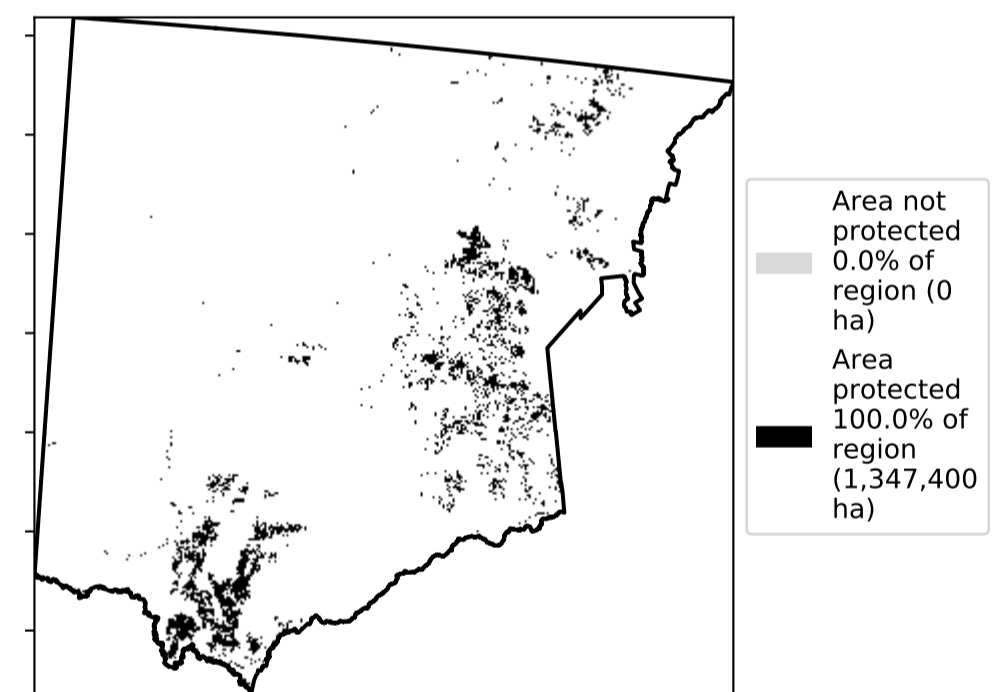 Area not
protected
0.0% of
region (0
ha)
Area
protected
100.0% of
region
(1,347,400
ha)